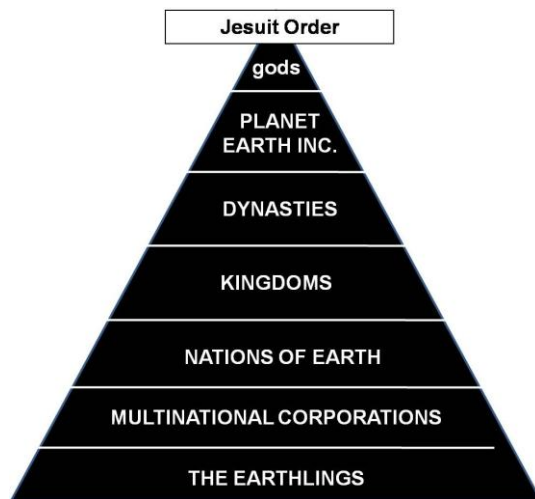 Jesuit Order
gods
PLANET
EARTH INC.
DYNASTIES
KINGDOMS
NATIONS OF EARTH
MULTINATIONAL CORPORATIONS
THE EARTHLINGS